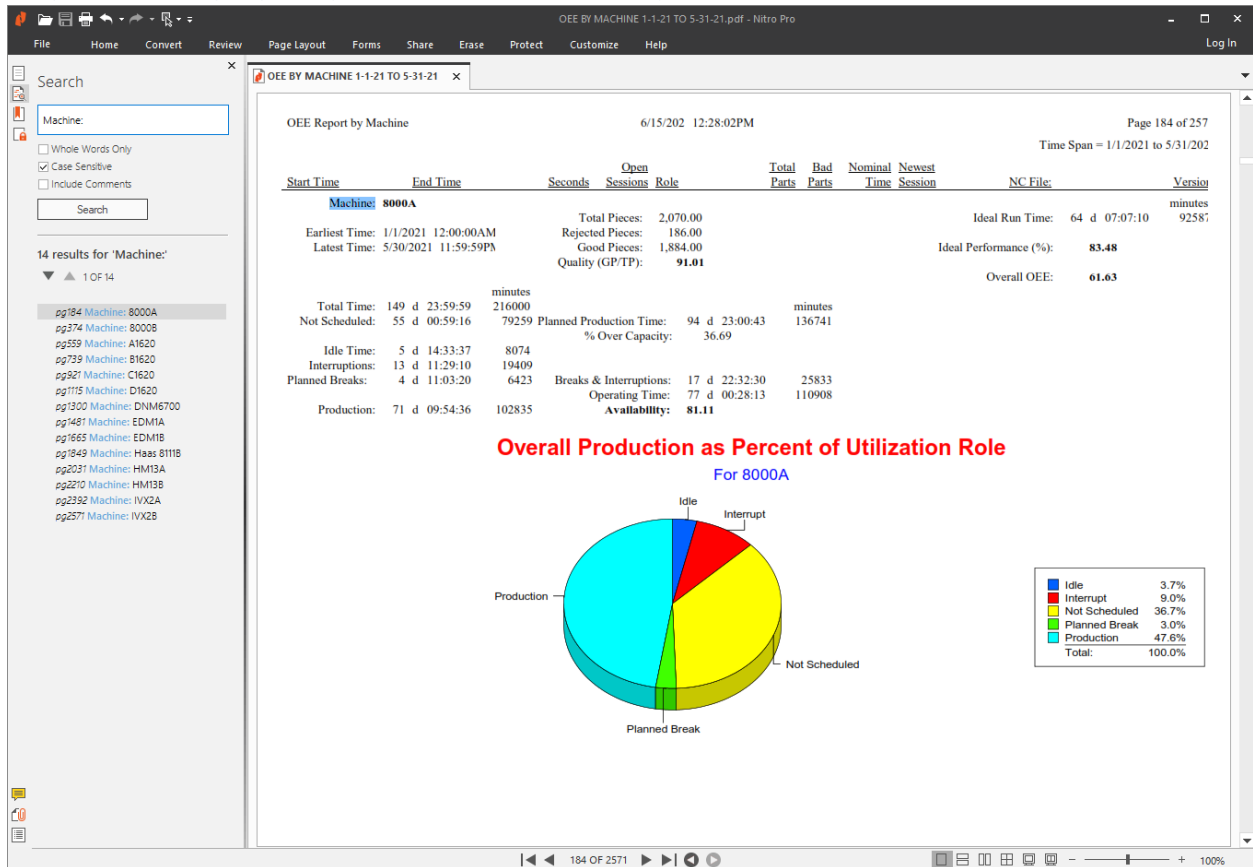 OEE BY MACHINE 1-1-21 TO 5-31-21.pdf - Nitro Pro
File Home Convert Review Page Layout Forms Share Erase Protect Customize Help Log In
Search
Machine:
Whole Words Only
Case Sensitive
Include Comments
Search
14 results for 'Machine:'
1 OF 14
pg184 Machine: 8000A
pg374 Machine: 8000B
pg559 Machine: A1620
pg739 Machine: B1620
pg921 Machine: C1620
pg1115 Machine: D1620
pg1300 Machine: DNM6700
pg1481 Machine: EDM1A
pg1665 Machine: EDM1B
pg1849 Machine: Haas 8111B
pg2031 Machine: HM13A
pg2210 Machine: HM13B
pg2392 Machine: IVX2A
pg2571 Machine: IVX2B
OEE BY MACHINE 1-1-21 TO 5-31-21
OEE Report by Machine 6/15/202 12:28:02PM Page 184 of 257
Time Span = 1/1/2021 to 5/31/202
Open Total Bad Nominal Newest
Start Time End Time Seconds Sessions Role Parts Parts Time Session NC File: Version
Machine: 8000A minutes
Total Pieces: 2,070.00 Ideal Run Time: 64 d 07:07:10 92587
Earliest Time: 1/1/2021 12:00:00AM Rejected Pieces: 186.00
Latest Time: 5/30/2021 11:59:59PM Good Pieces: 1,884.00 Ideal Performance (%): 83.48
Quality (GP/TP): 91.01
Overall OEE: 61.63
minutes
Total Time: 149 d 23:59:59 216000 minutes
Not Scheduled: 55 d 00:59:16 79259 Planned Production Time: 94 d 23:00:43 136741
% Over Capacity: 36.69
Idle Time: 5 d 14:33:37 8074
Interruptions: 13 d 11:29:10 19409
Planned Breaks: 4 d 11:03:20 6423 Breaks & Interruptions: 17 d 22:32:30 25833
Operating Time: 77 d 00:28:13 110908
Production: 71 d 09:54:36 102835 Availability: 81.11
Overall Production as Percent of Utilization Role
For 8000A
Idle
Interrupt
Production
Not Scheduled
Planned Break
Idle 3.7%
Interrupt 9.0%
Not Scheduled 36.7%
Planned Break 3.0%
Production 47.6%
Total: 100.0%
184 OF 2571
100%